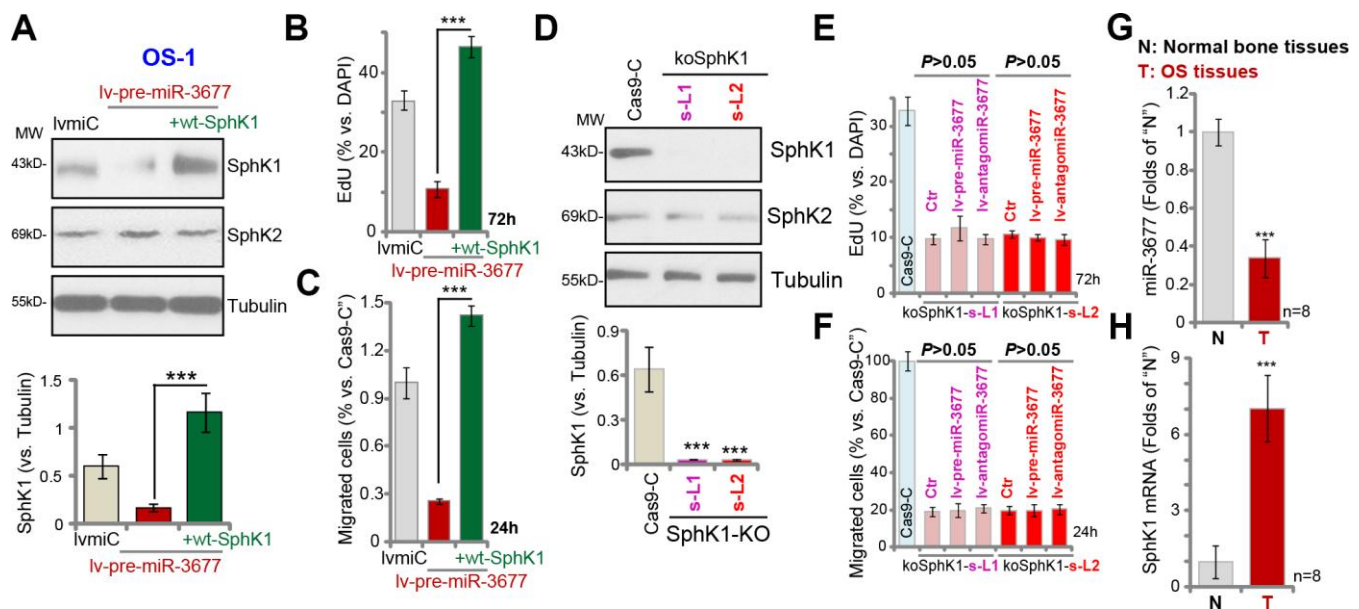 A
OS-1
lv-pre-miR-3677
lvmiC
+wt-SphK1
MW
43kD-
SphK1
69kD-
SphK2
55kD-
Tubulin
SphK1 (vs. Tubulin)
1.5
1
0.5
0
***
lvmiC
+wt-SphK1
lv-pre-miR-3677
B
EdU (% vs. DAPI)
40
20
0
***
72h
lvmiC
+wt-SphK1
lv-pre-miR-3677
C
Migrated cells (% vs. Cas9-C”)
1.5
1.2
0.9
0.6
0.3
0
***
24h
lvmiC
+wt-SphK1
lv-pre-miR-3677
D
Cas9-C
koSphK1
s-L1
s-L2
MW
43kD-
SphK1
69kD-
SphK2
55kD-
Tubulin
SphK1 (vs. Tubulin)
0.9
0.6
0.3
0
***
***
Cas9-C
s-L1
s-L2
SphK1-KO
E
P>0.05
P>0.05
EdU (% vs. DAPI)
30
20
10
0
Cas9-C
Ctr
lv-pre-miR-3677
lv-antagomiR-3677
Ctr
lv-pre-miR-3677
lv-antagomiR-3677
72h
koSphK1-s-L1
koSphK1-s-L2
F
P>0.05
P>0.05
Migrated cells (% vs. Cas9-C”)
100
80
60
40
20
0
Cas9-C
Ctr
lv-pre-miR-3677
lv-antagomiR-3677
Ctr
lv-pre-miR-3677
lv-antagomiR-3677
24h
koSphK1-s-L1
koSphK1-s-L2
G
N: Normal bone tissues
T: OS tissues
miR-3677 (Folds of “N”)
1.2
1
0.8
0.6
0.4
0.2
0
***
n=8
N
T
H
SphK1 mRNA (Folds of “N”)
9
6
3
0
***
n=8
N
T